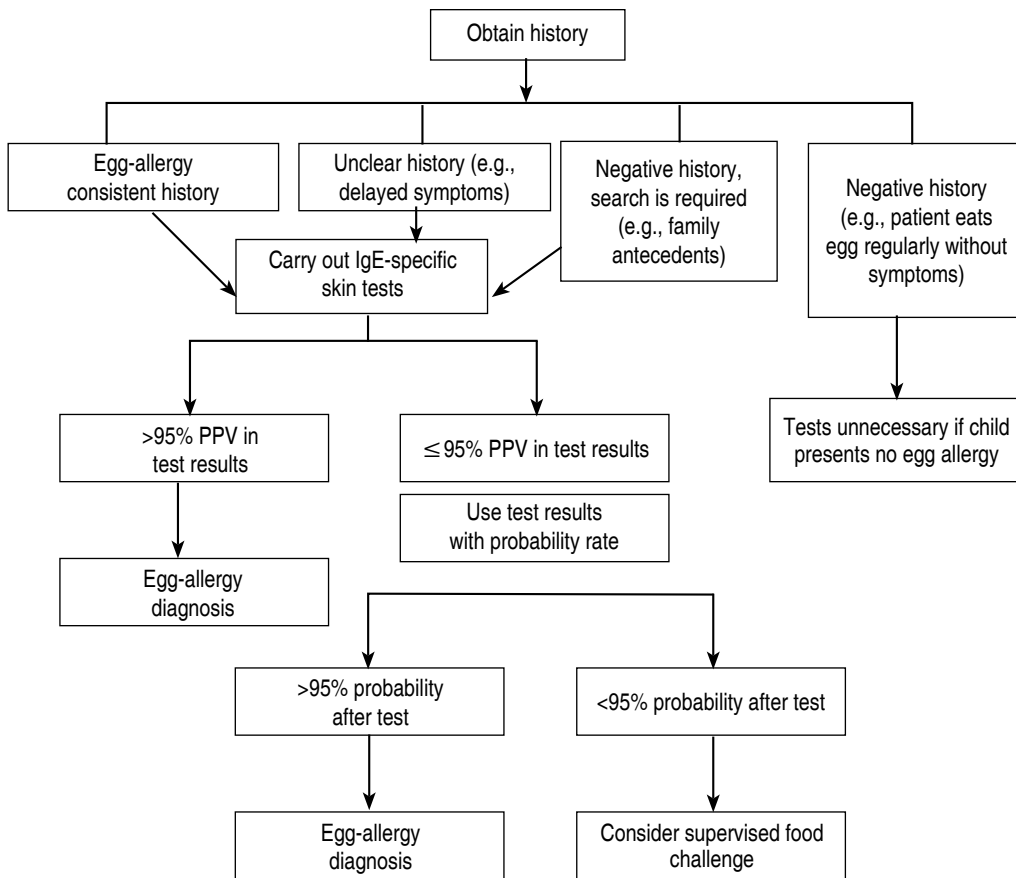 Obtain history
Egg-allergy
consistent history
Unclear history (e.g.,
delayed symptoms)
Negative history,
search is required
(e.g., family
antecedents)
Negative history
(e.g., patient eats
egg regularly without
symptoms)
Carry out IgE-specific
skin tests
>95% PPV in
test results
≤95% PPV in test results
Tests unnecessary if child
presents no egg allergy
Use test results
with probability rate
Egg-allergy
diagnosis
>95% probability
after test
<95% probability after test
Egg-allergy
diagnosis
Consider supervised food
challenge